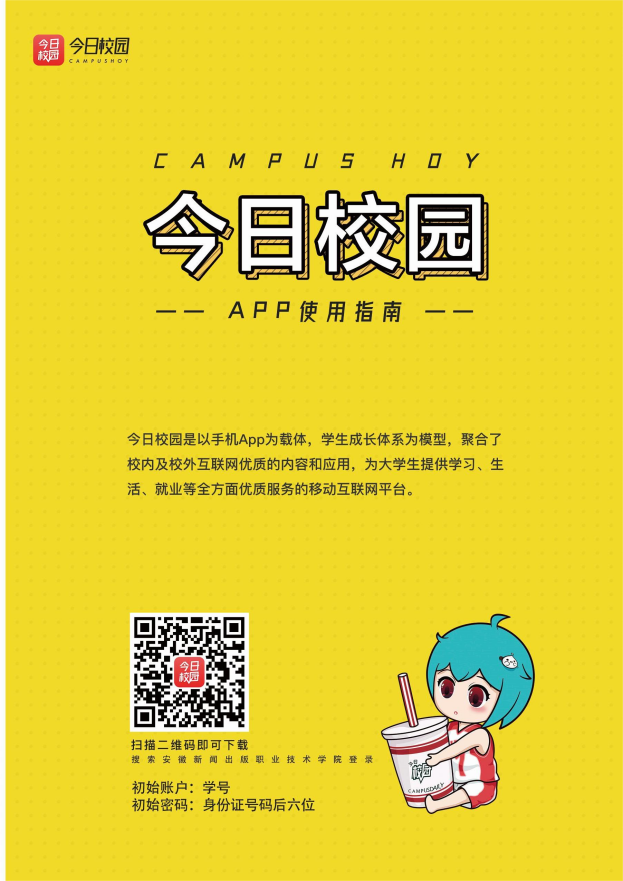 今日校园
今日校园
CAMPUSHOY
CAMPUS HOY
今日校园
—— APP使用指南 ——
今日校园是以手机App为载体，学生成长体系为模型，聚合了
校内及校外互联网优质的内容和应用，为大学生提供学习、生
活、就业等全方面优质服务的移动互联网平台。
今日校园
扫描二维码即可下载
搜索安徽新闻出版职业技术学院登录
初始账户：学号
初始密码：身份证号码后六位
今日
校园
CAMPUSDAILY